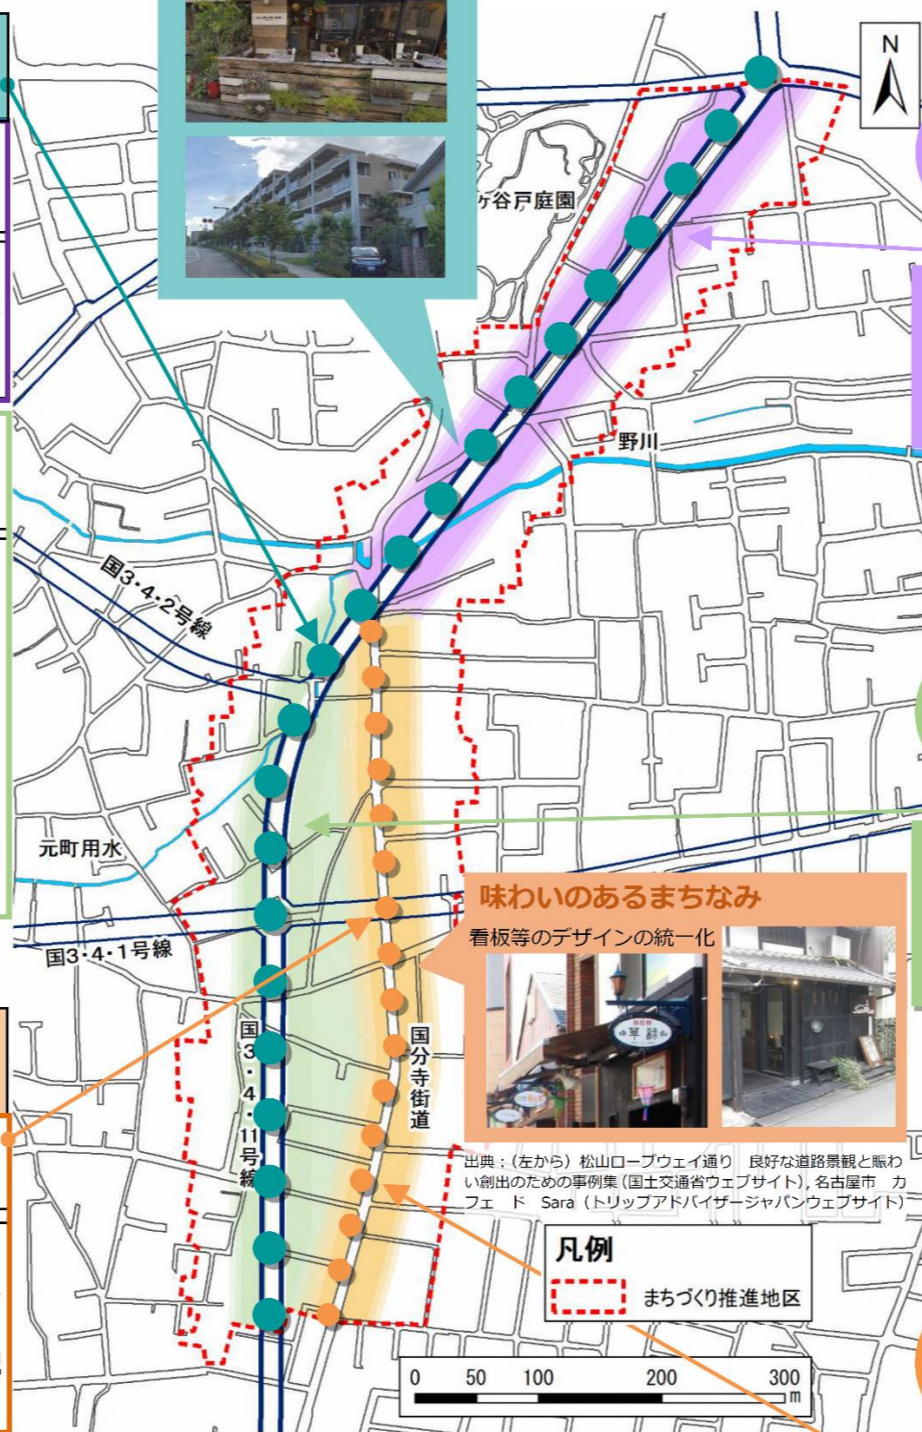 N
ケ谷戸庭園
野川
国3・4・2号線
元町用水
国3・4・1号線
味わいのあるまちなみ
看板等のデザインの統一化
国3・4・11号線
国分寺街道
出典：（左から）松山ロープウェイ通り　良好な道路景観と賑わ
い創出のための事例集（国土交通省ウェブサイト），名古屋市　カ
フェ　ド　Sara（トリップアドバイザージャパンウェブサイト）
凡例
まちづくり推進地区
0 50 100 200 300
m